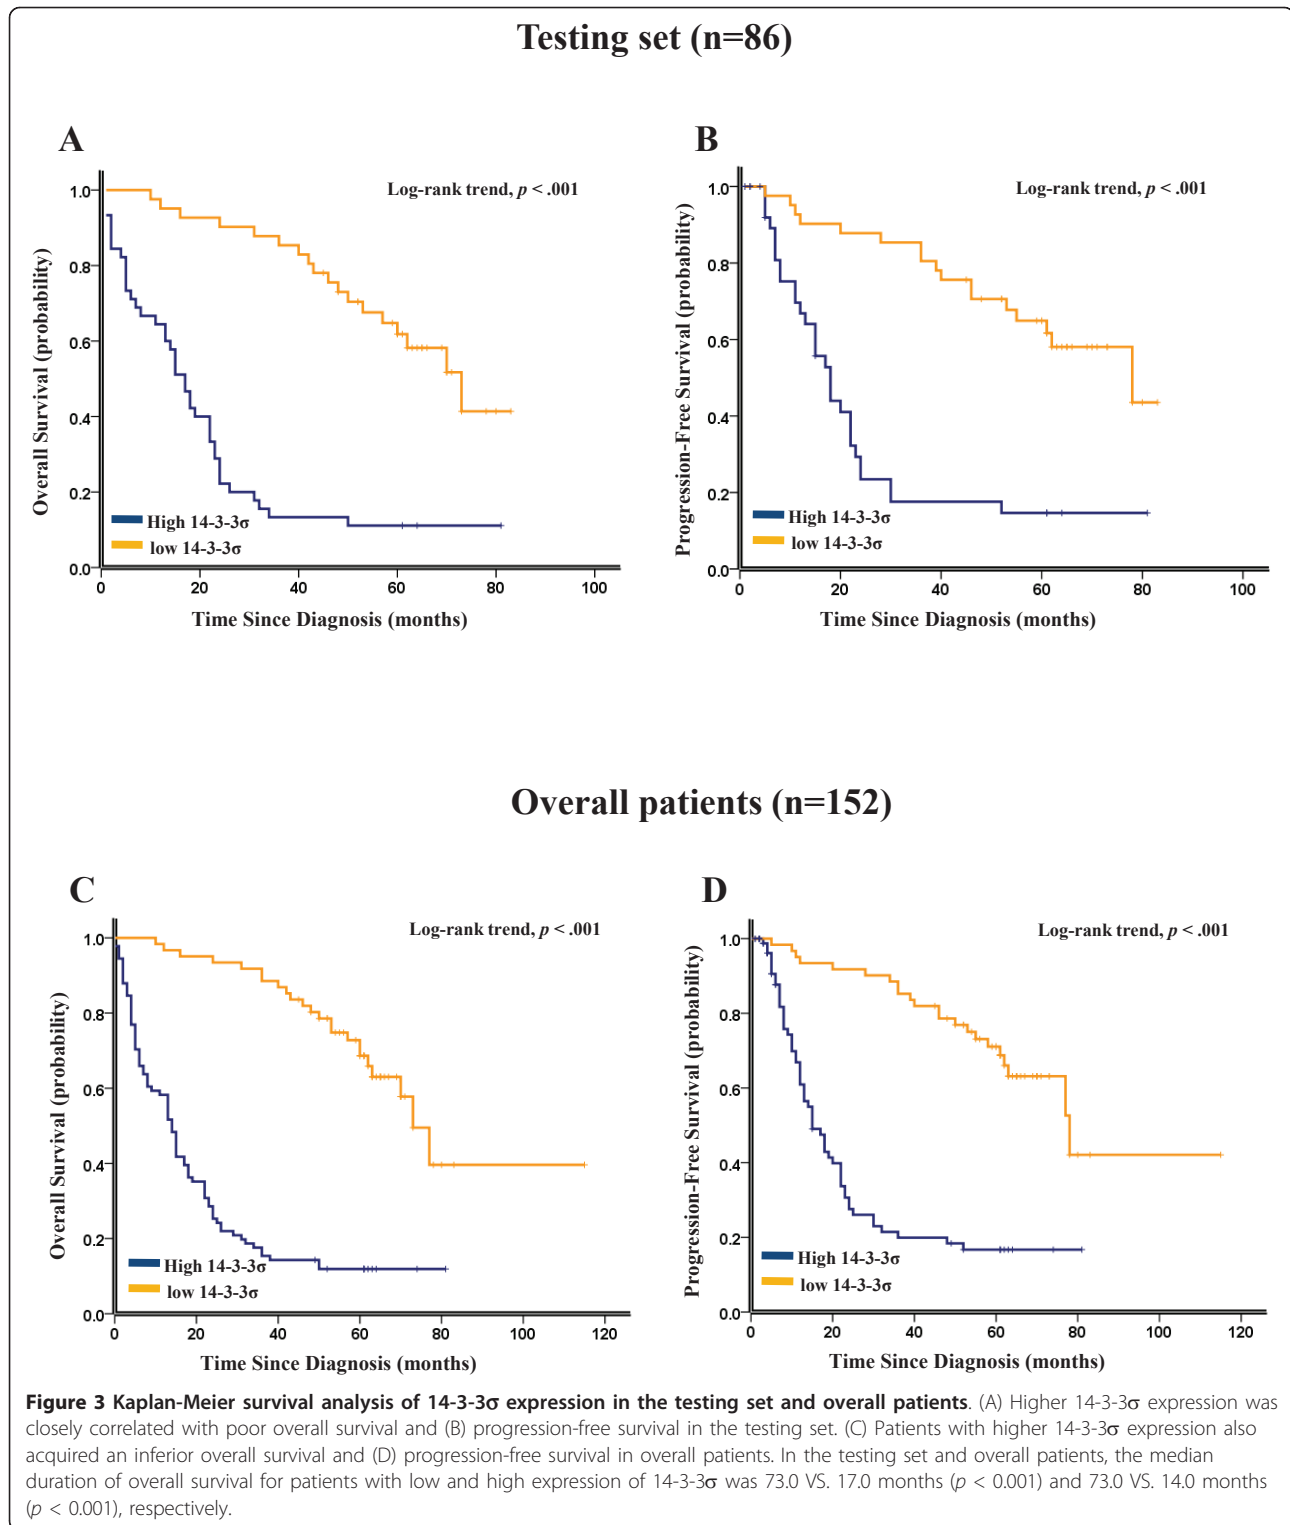 Testing set (n=86)
A
Log-rank trend, p < .001
Overall Survival (probability)
1.0
0.8
0.6
0.4
0.2
0.0
High 14-3-3σ
low 14-3-3σ
0 20 40 60 80 100
Time Since Diagnosis (months)
B
Log-rank trend, p < .001
Progression-Free Survival (probability)
1.0
0.8
0.6
0.4
0.2
0.0
High 14-3-3σ
low 14-3-3σ
0 20 40 60 80 100
Time Since Diagnosis (months)
Overall patients (n=152)
C
Log-rank trend, p < .001
Overall Survival (probability)
1.0
0.8
0.6
0.4
0.2
0.0
High 14-3-3σ
low 14-3-3σ
0 20 40 60 80 100 120
Time Since Diagnosis (months)
D
Log-rank trend, p < .001
Progression-Free Survival (probability)
1.0
0.8
0.6
0.4
0.2
0.0
High 14-3-3σ
low 14-3-3σ
0 20 40 60 80 100 120
Time Since Diagnosis (months)
Figure 3 Kaplan-Meier survival analysis of 14-3-3σ expression in the testing set and overall patients. (A) Higher 14-3-3σ expression was
closely correlated with poor overall survival and (B) progression-free survival in the testing set. (C) Patients with higher 14-3-3σ expression also
acquired an inferior overall survival and (D) progression-free survival in overall patients. In the testing set and overall patients, the median
duration of overall survival for patients with low and high expression of 14-3-3σ was 73.0 VS. 17.0 months (p < 0.001) and 73.0 VS. 14.0 months
(p < 0.001), respectively.